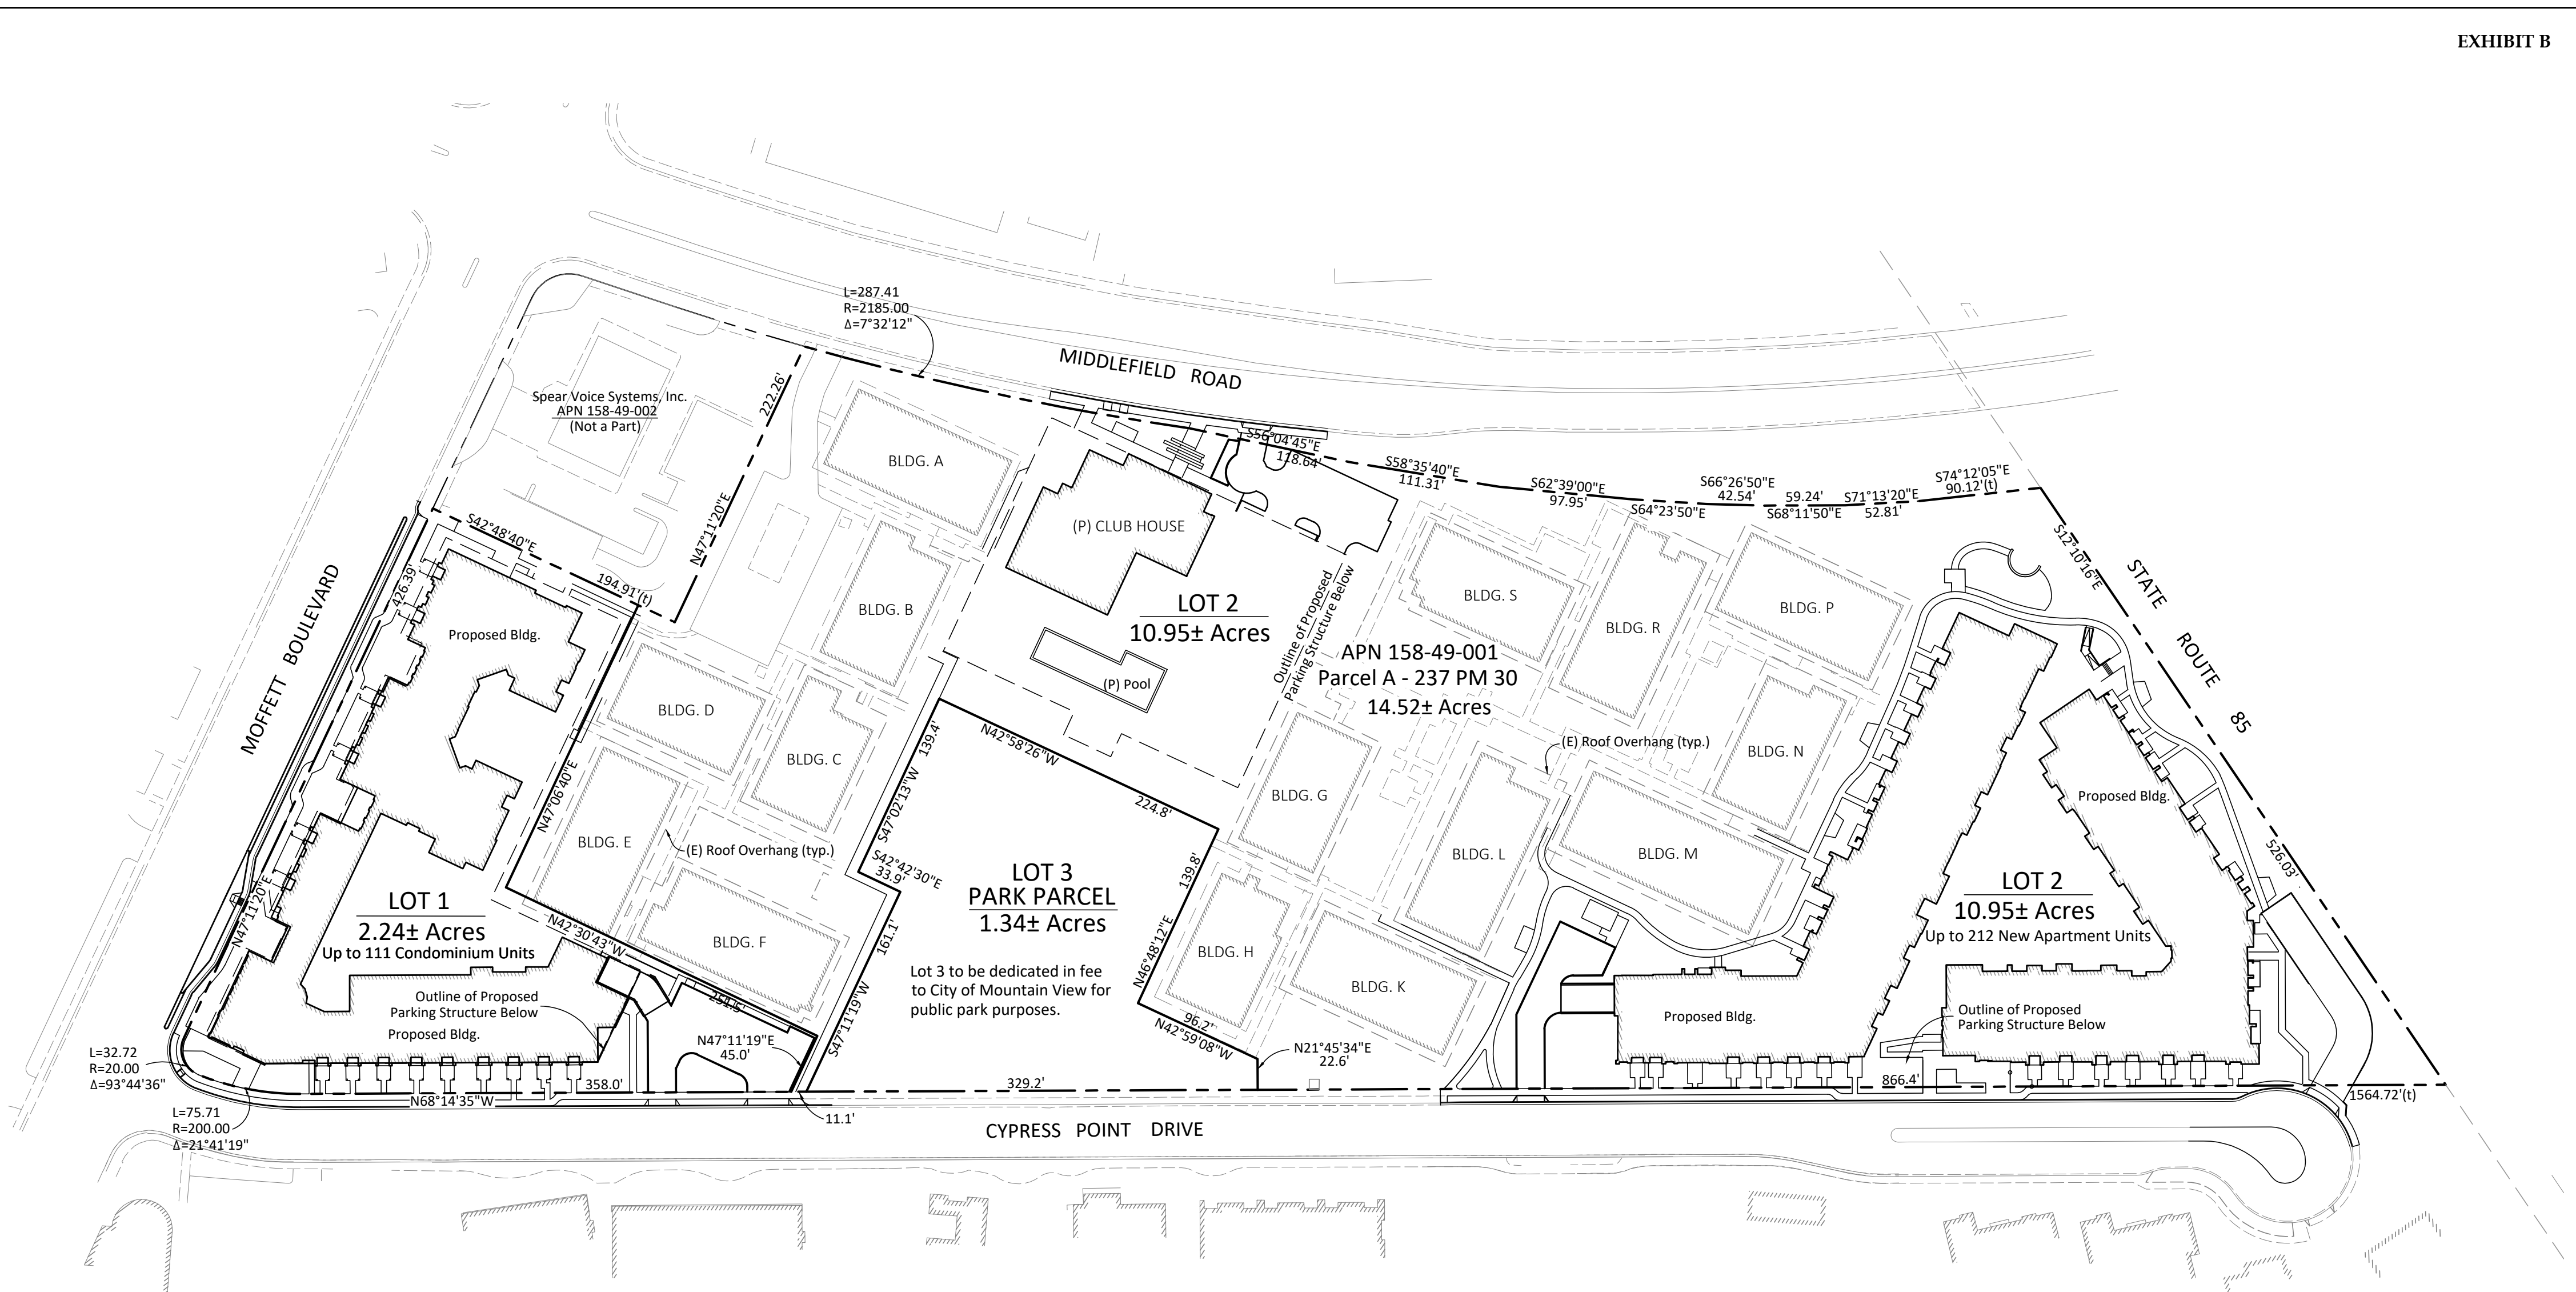 EXHIBIT B
L=287.41
R=2185.00
Δ=7°32'12"
MIDDLEFIELD ROAD
Spear Voice Systems, Inc.
APN 158-49-002
(Not a Part)
222.26'
N47°11'20"E
BLDG. A
S56°04'45"E
118.64'
S58°35'40"E
111.31'
S62°39'00"E
97.95'
S64°23'50"E
S66°26'50"E
42.54'
59.24'
S68°11'50"E
S71°13'20"E
52.81'
S74°12'05"E
90.12'(t)
S12°10'16"E
STATE ROUTE 85
526.03'
S42°48'40"E
194.91'(t)
MOFFETT BOULEVARD
426.39'
N47°11'20"E
Proposed Bldg.
(P) CLUB HOUSE
BLDG. B
LOT 2
10.95± Acres
(P) Pool
Outline of Proposed
Parking Structure Below
APN 158-49-001
Parcel A - 237 PM 30
14.52± Acres
BLDG. S
BLDG. R
BLDG. P
BLDG. N
(E) Roof Overhang (typ.)
BLDG. D
BLDG. C
BLDG. E
(E) Roof Overhang (typ.)
BLDG. F
N47°06'40"E
139.4'
S47°02'13"W
N42°58'26"W
224.8'
S42°42'30"E
33.9'
161.1'
S47°11'19"W
139.8'
N46°48'12"E
BLDG. G
BLDG. L
BLDG. M
BLDG. H
BLDG. K
LOT 3
PARK PARCEL
1.34± Acres
Lot 3 to be dedicated in fee
to City of Mountain View for
public park purposes.
LOT 1
2.24± Acres
Up to 111 Condominium Units
N42°30'43"W
251.5'
Outline of Proposed
Parking Structure Below
Proposed Bldg.
N47°11'19"E
45.0'
96.2'
N42°59'08"W
N21°45'34"E
22.6'
Proposed Bldg.
LOT 2
10.95± Acres
Up to 212 New Apartment Units
Outline of Proposed
Parking Structure Below
Proposed Bldg.
L=32.72
R=20.00
Δ=93°44'36"
L=75.71
R=200.00
Δ=21°41'19"
358.0'
N68°14'35"W
11.1'
329.2'
866.4'
1564.72'(t)
CYPRESS POINT DRIVE